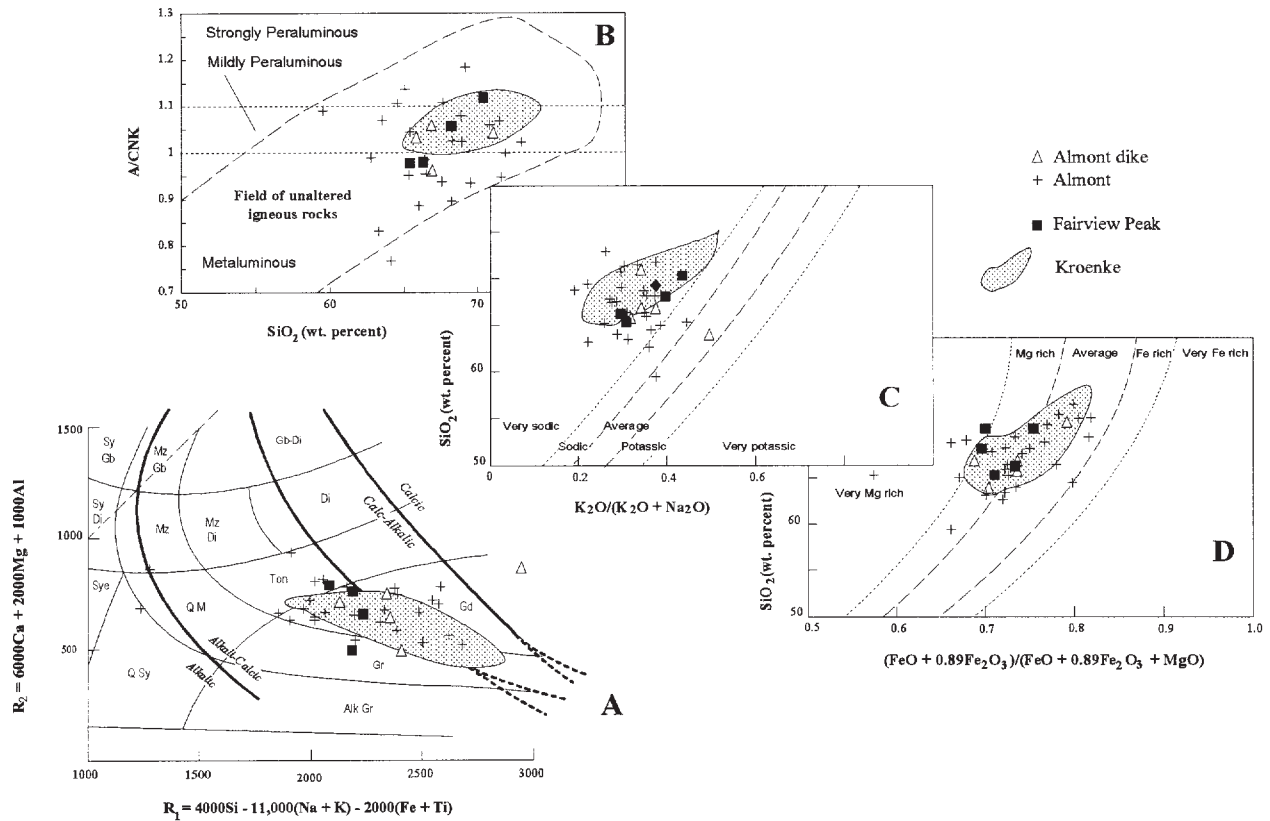 B
1.3
1.2
1.1
1
0.9
0.8
0.7
A/CNK
Strongly Peraluminous
Mildly Peraluminous
Field of unaltered
igneous rocks
Metaluminous
50
60
70
SiO2 (wt. percent)
△ Almont dike
+ Almont
■ Fairview Peak
Kroenke
C
70
60
50
SiO2 (wt. percent)
Very sodic
Sodic
Average
Potassic
Very potassic
0
0.2
0.4
0.6
K2O/(K2O + Na2O)
D
Mg rich
Average
Fe rich
Very Fe rich
Very Mg rich
60
50
SiO2 (wt. percent)
0.5
0.6
0.7
0.8
0.9
1.0
(FeO + 0.89Fe2O3)/(FeO + 0.89Fe2O3 + MgO)
A
1500
1000
500
R2 = 6000Ca + 2000Mg + 1000Al
Sy
Gb
Mz
Gb
Gb-Di
Sy
Di
Mz
Mz
Di
Di
Calcic
Calc-Alkalic
Sye
Q M
Ton
Gd
Alkali-Calcic
Alkalic
Q Sy
Gr
Alk Gr
1000
1500
2000
2500
3000
R1 = 4000Si - 11,000(Na + K) - 2000(Fe + Ti)